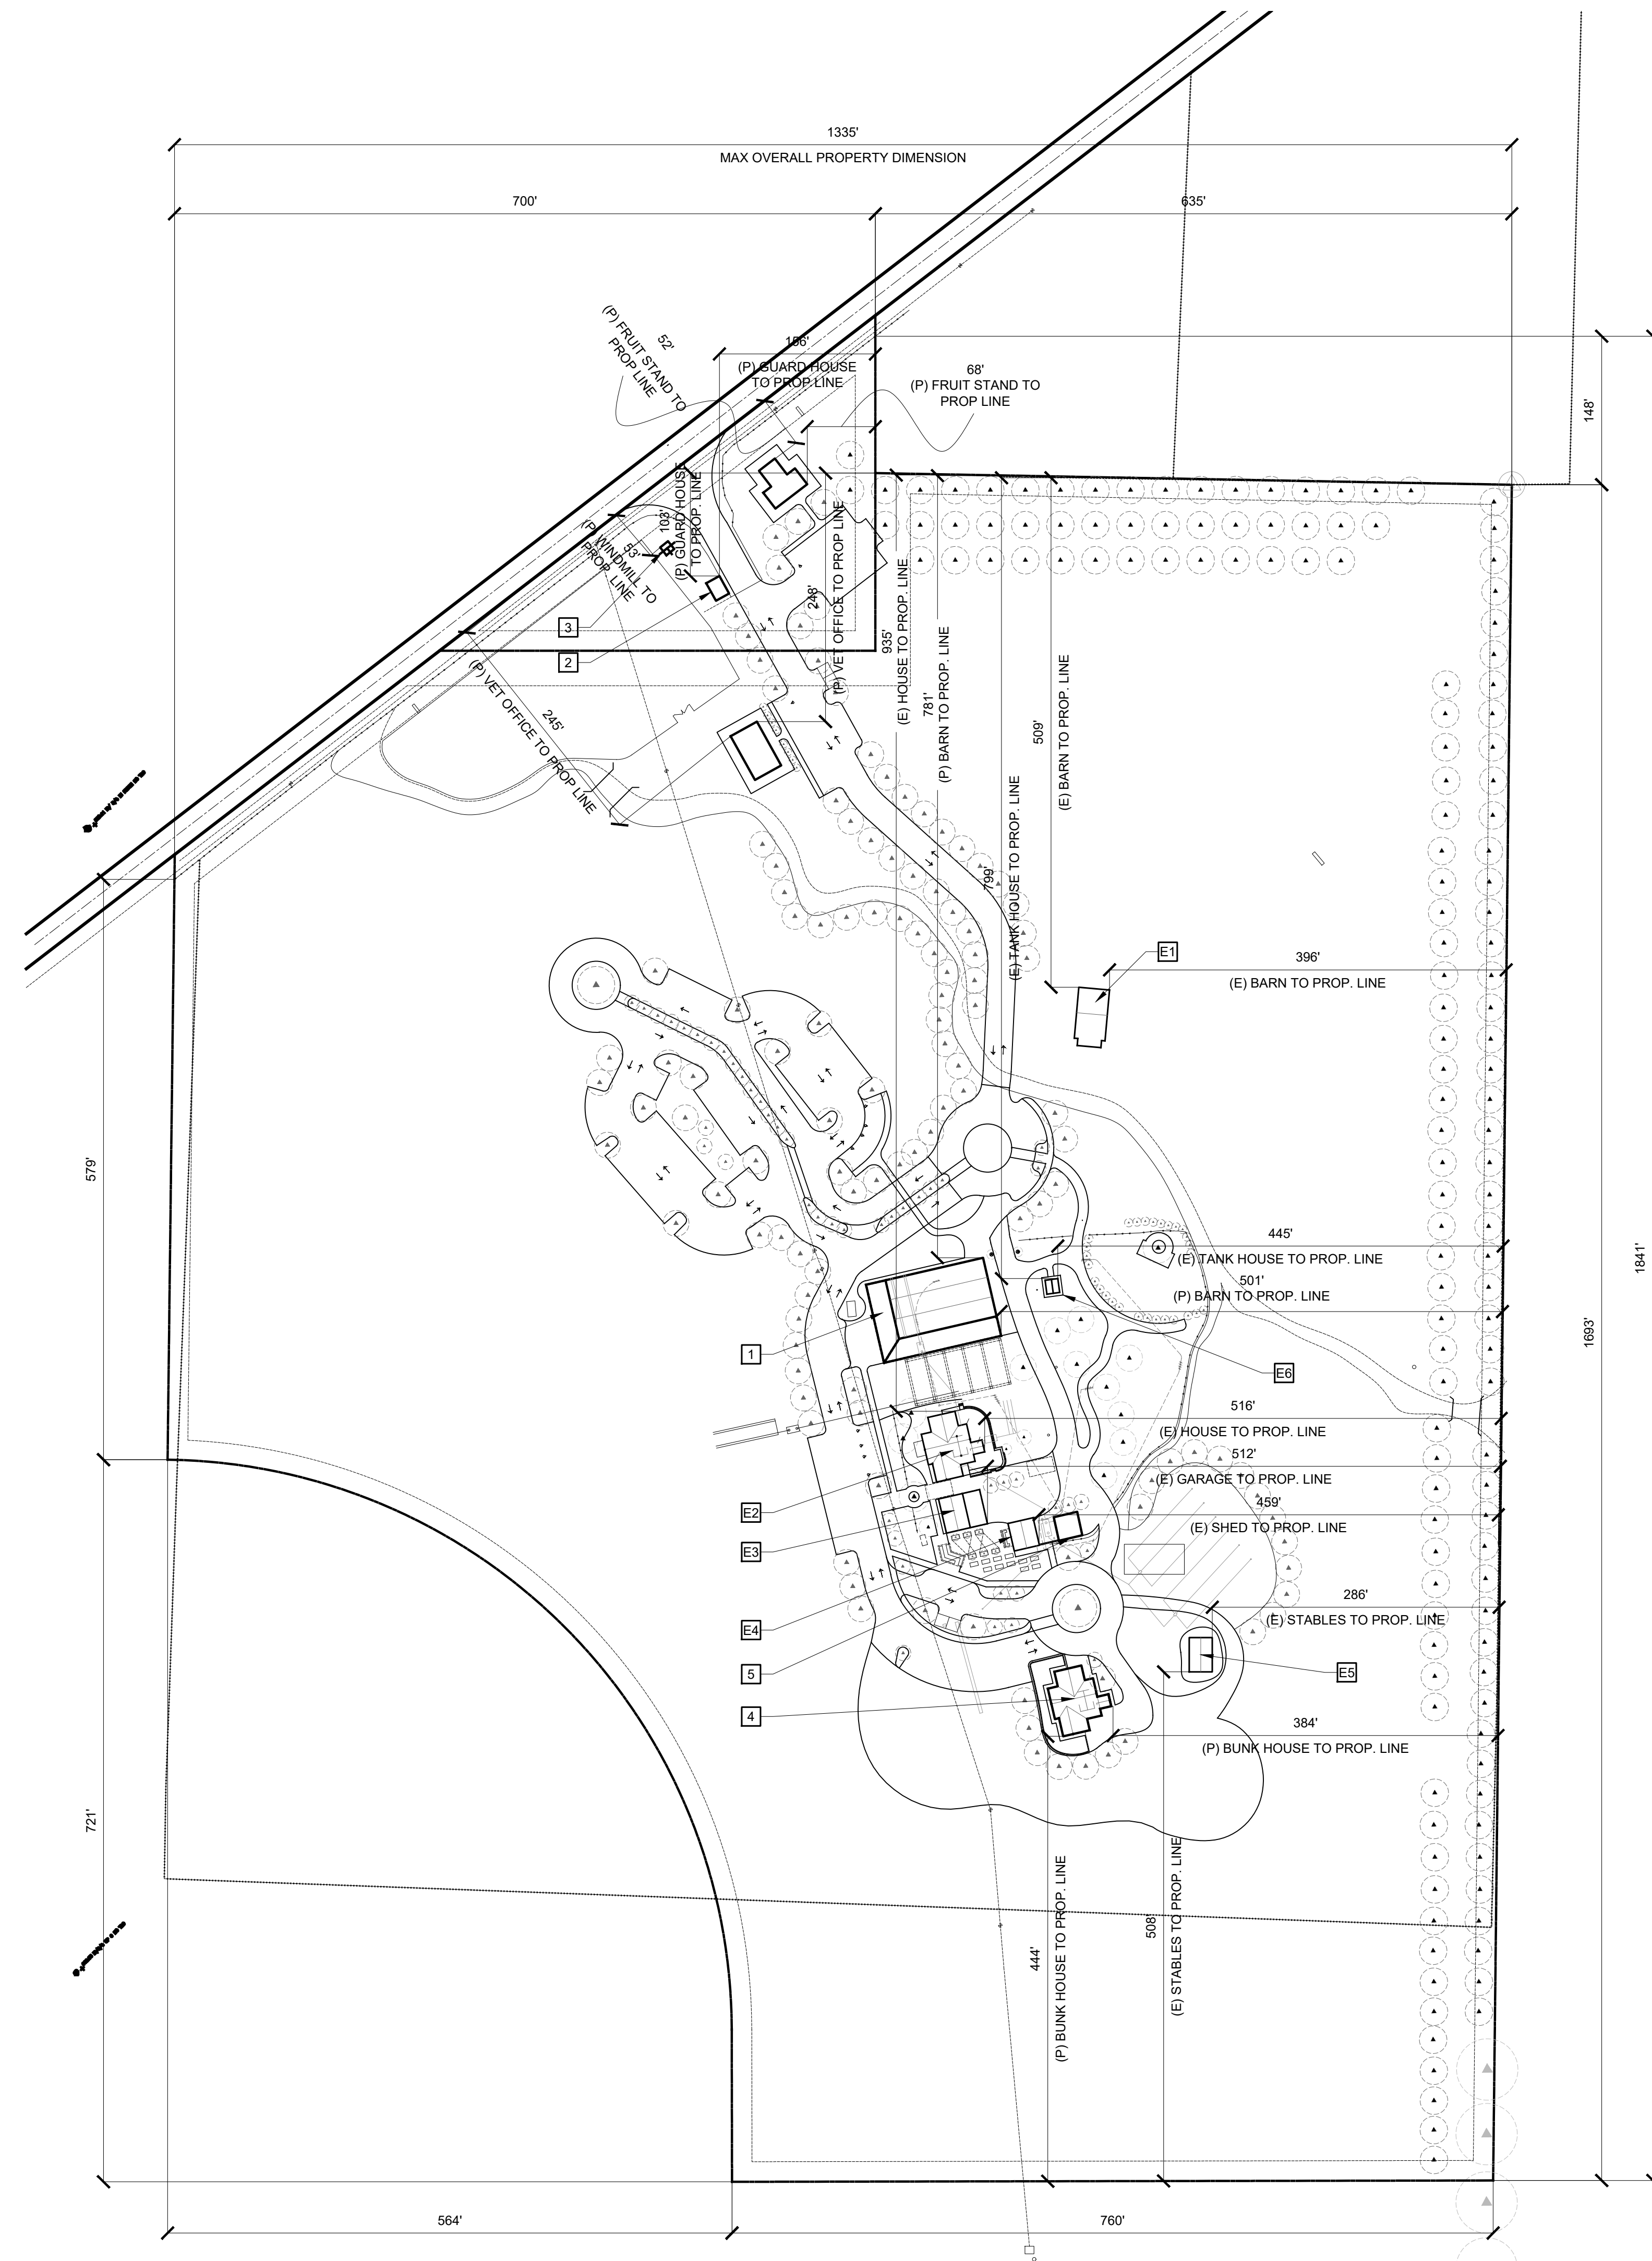 1335'
MAX OVERALL PROPERTY DIMENSION
700'
635'
52'
(P) FRUIT STAND TO
PROP LINE
156'
(P) GUARD HOUSE
TO PROP. LINE
68'
(P) FRUIT STAND TO
PROP LINE
148'
103'
(P) GUARD HOUSE
TO PROP. LINE
53'
(P) WINDMILL TO
PROP. LINE
3
2
248'
(P) VET OFFICE TO PROP LINE
245'
(P) VET OFFICE TO PROP LINE
935'
(E) HOUSE TO PROP. LINE
781'
(P) BARN TO PROP. LINE
799'
(E) TANK HOUSE TO PROP. LINE
509'
(E) BARN TO PROP. LINE
E1
396'
(E) BARN TO PROP. LINE
579'
445'
(E) TANK HOUSE TO PROP. LINE
501'
(P) BARN TO PROP. LINE
1841'
1693'
1
E6
516'
(E) HOUSE TO PROP. LINE
512'
(E) GARAGE TO PROP. LINE
459'
(E) SHED TO PROP. LINE
E2
E3
E4
286'
(E) STABLES TO PROP. LINE
5
E5
4
384'
(P) BUNK HOUSE TO PROP. LINE
721'
444'
(P) BUNK HOUSE TO PROP. LINE
508'
(E) STABLES TO PROP. LINE
564'
760'